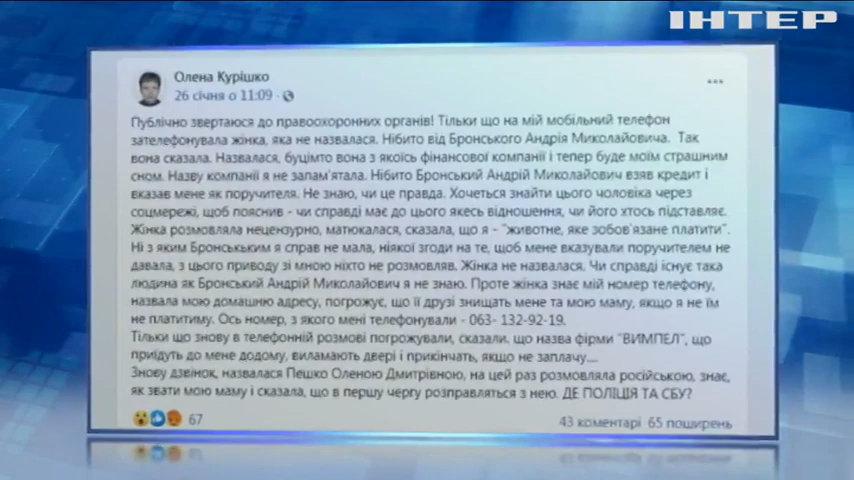 ІНТЕР
Олена Курішко
26 січня о 11:09
Публічно звертаюся до правоохоронних органів! Тільки що на мій мобільний телефон
зателефонувала жінка, яка не назвалася. Нібито від Бронського Андрія Миколайовича. Так
вона сказала. Назвалася, буцімто вона з якоїсь фінансової компанії і тепер буде моїм страшним
сном. Назву компанії я не запам'ятала. Нібито Бронський Андрій Миколайович взяв кредит і
вказав мене як поручителя. Не знаю, чи це правда. Хочеться знайти цього чоловіка через
соцмережі, щоб пояснив - чи справді має до цього якесь відношення, чи його хтось підставляє.
Жінка розмовляла нецензурно, матюкалася, сказала, що я - "животне, яке зобов'язане платити".
Ні з яким Бронськьким я справ не мала, ніякої згоди на те, щоб мене вказували поручителем не
давала, з цього приводу зі мною ніхто не розмовляв. Жінка не назвалася. Чи справді існує така
людина як Бронський Андрій Миколайович я не знаю. Проте жінка знає мій номер телефону,
назвала мою домашню адресу, погрожує, що її друзі знищать мене та мою маму, якщо я не їм
не платитиму. Ось номер, з якого мені телефонували - 063- 132-92-19.
Тільки що знову в телефонній розмові погрожували, сказали. що назва фірми "ВИМПЕЛ", що
приїдуть до мене додому, виламають двері і прикінчать, якщо не заплачу....
Знову дзвінок, назвалася Пешко Оленою Дмитрівною, на цей раз розмовляла російською, знає,
як звати мою маму і сказала, що в першу чергу розправляться з нею. ДЕ ПОЛІЦІЯ ТА СБУ?
67
43 коментарі 65 поширень